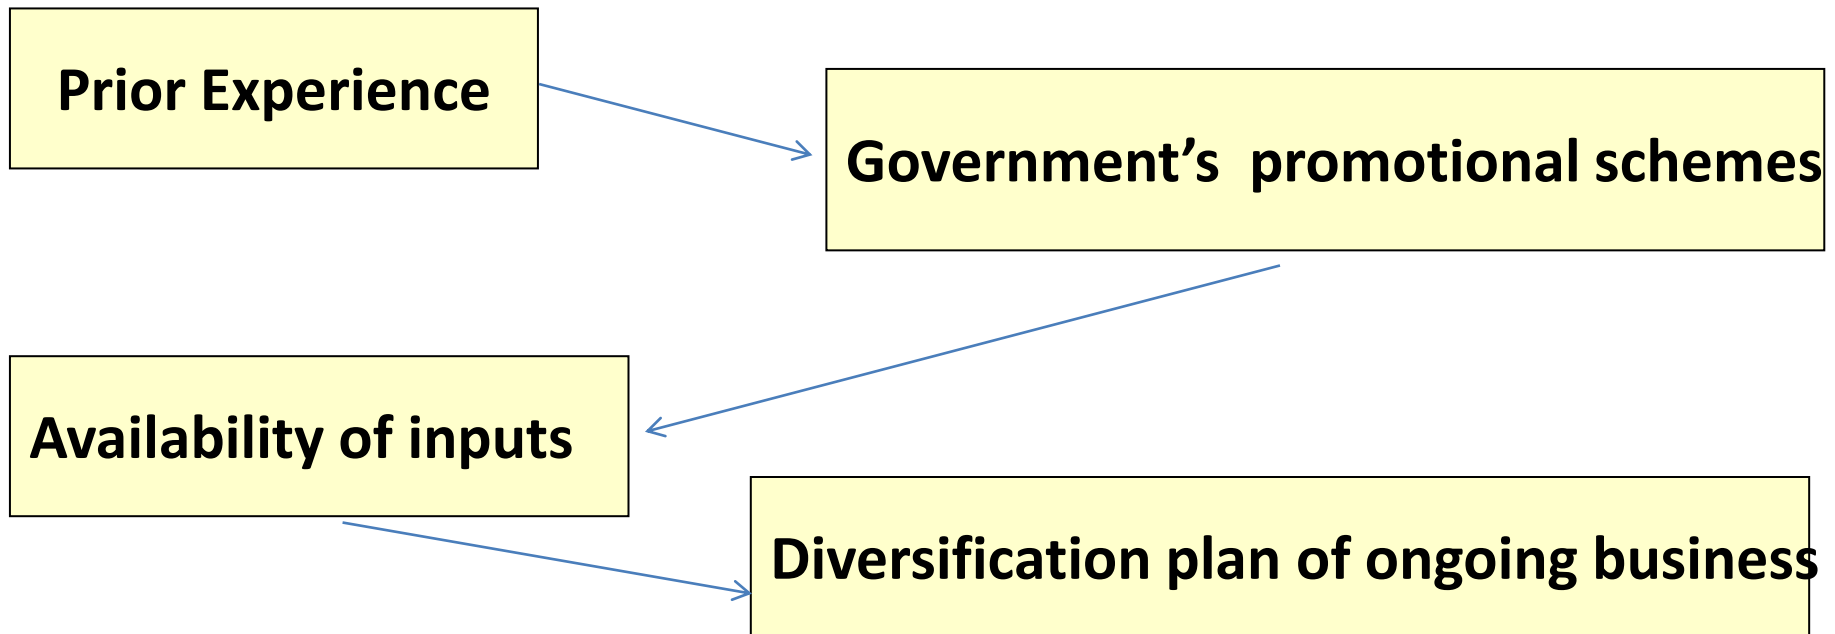 Prior Experience
Government’s  promotional schemes
Availability of inputs
Diversification plan of ongoing business